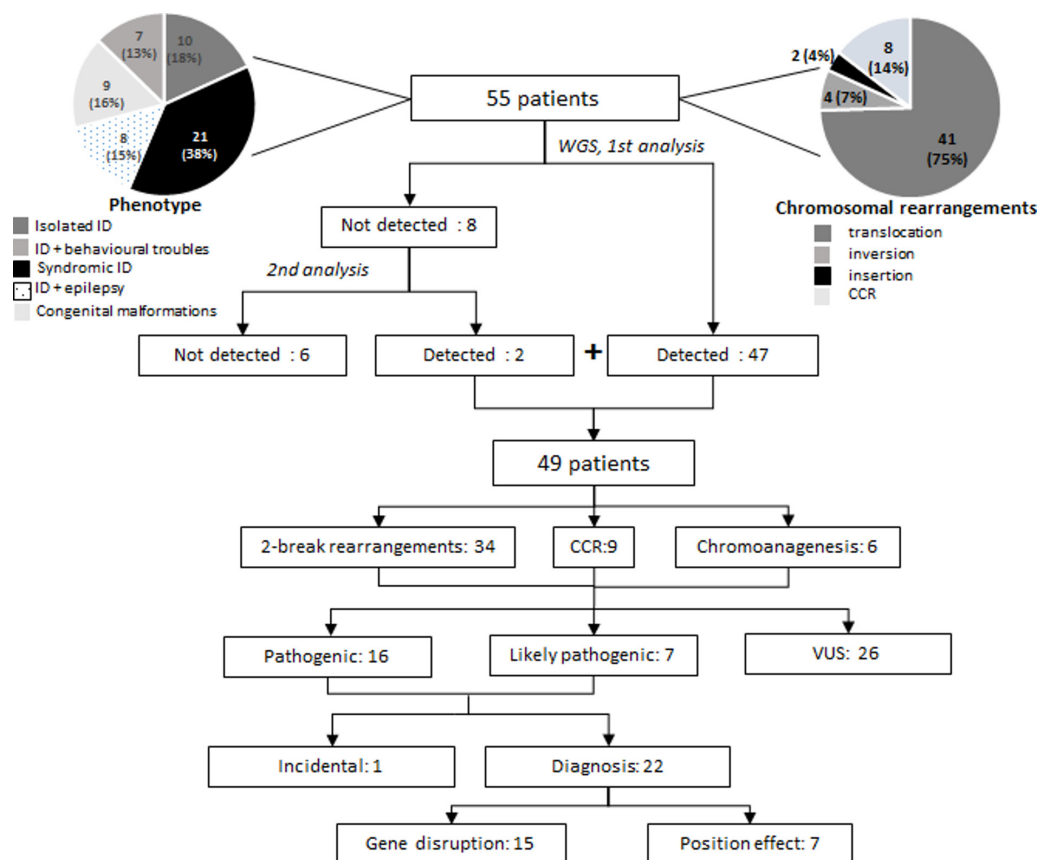 7
(13%)
10
(18%)
9
(16%)
8
(15%)
21
(38%)
Phenotype
Isolated ID
ID + behavioural troubles
Syndromic ID
ID + epilepsy
Congenital malformations
2 (4%)
8
(14%)
4 (7%)
41
(75%)
Chromosomal rearrangements
translocation
inversion
insertion
CCR
55 patients
WGS, 1st analysis
Not detected : 8
2nd analysis
Not detected : 6
Detected : 2
+
Detected : 47
49 patients
2-break rearrangements: 34
CCR:9
Chromoanagenesis: 6
Pathogenic: 16
Likely pathogenic: 7
VUS: 26
Incidental: 1
Diagnosis: 22
Gene disruption: 15
Position effect: 7